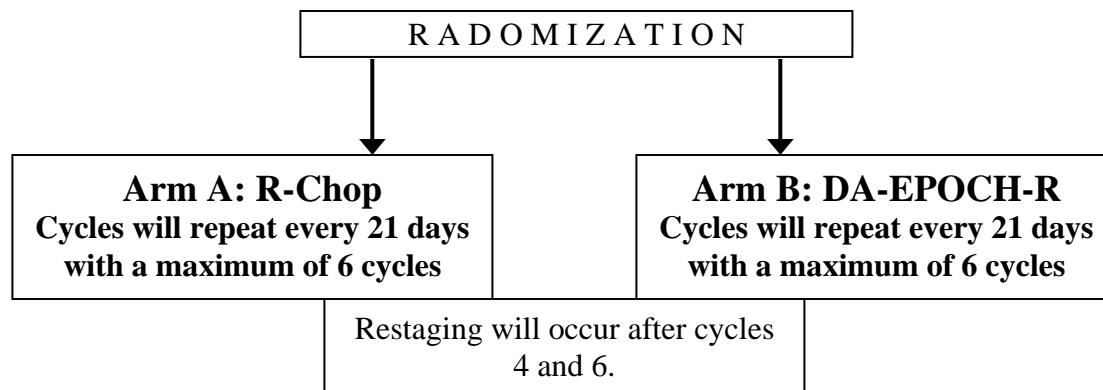 R A D O M I Z A T I O N
Arm A: R-Chop
Cycles will repeat every 21 days
with a maximum of 6 cycles
Arm B: DA-EPOCH-R
Cycles will repeat every 21 days
with a maximum of 6 cycles
Restaging will occur after cycles
4 and 6.